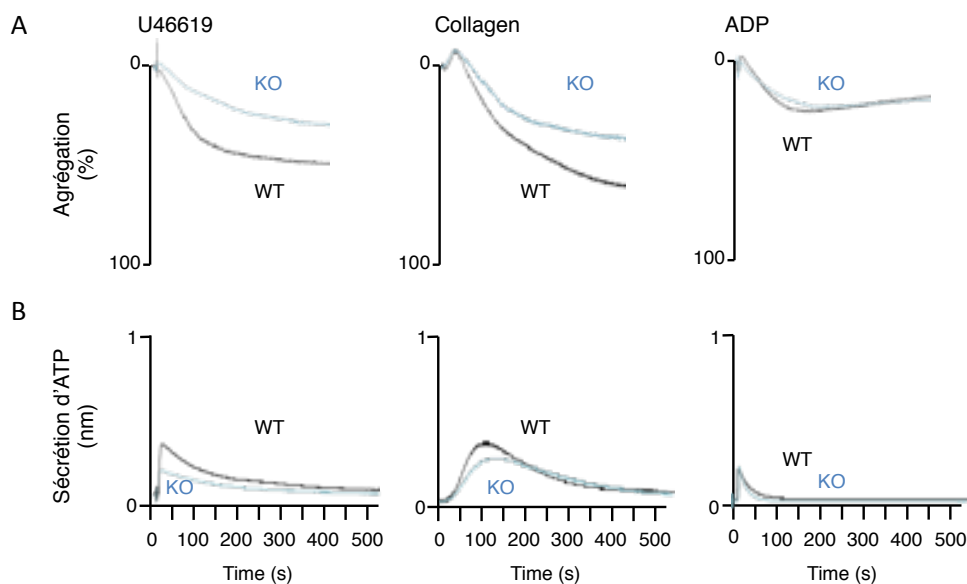 A
U46619
Collagen
ADP
Agrégation
(%)
0
100
KO
WT
0
100
KO
WT
0
100
KO
WT
B
Sécrétion d'ATP
(nm)
1
0
WT
KO
1
0
WT
KO
1
0
WT
KO
0 100 200 300 400 500
0 100 200 300 400 500
0 100 200 300 400 500
Time (s)
Time (s)
Time (s)